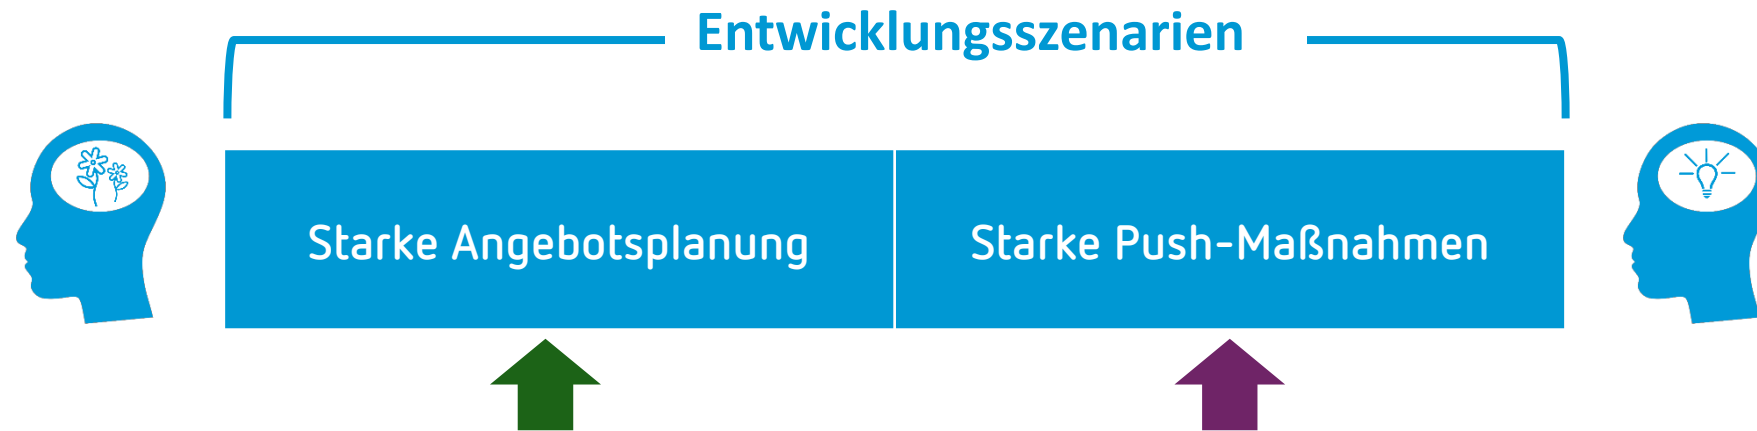 Entwicklungsszenarien
Starke Angebotsplanung
Starke Push-Maßnahmen